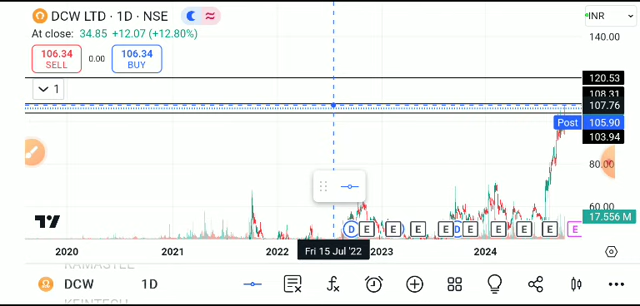 DCW LTD · 1D · NSE
INR
At close: 34.85 +12.07 (+12.80%)
140.00
106.34
SELL
0.00
106.34
BUY
120.53
1
108.31
107.76
Post 105.90
103.94
80.00
60.00
17.556 M
D E E E E D E E E E E
2020 2021 2022 Fri 15 Jul '22 2023 2024
DCW 1D